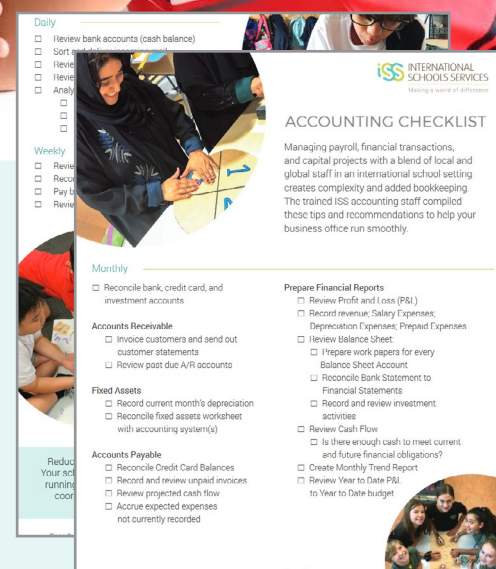 Daily
☐ Review bank accounts (cash balance)
☐ Sort and
☐
☐
☐ Analy
☐
☐
☐
Weekly
☐
☐
☐ Pay b
☐
Reduc
Your
running
coor
iSS INTERNATIONAL
SCHOOLS SERVICES
Making a world of difference
ACCOUNTING CHECKLIST
Managing payroll, financial transactions,
and capital projects with a blend of local and
global staff in an international school setting
creates complexity and added bookkeeping.
The trained ISS accounting staff compiled
these tips and recommendations to help your
business office run smoothly.
Monthly
☐ Reconcile bank, credit card, and
investment accounts
Accounts Receivable
☐ Invoice customers and send out
customer statements
☐ Review past due A/R accounts
Fixed Assets
☐ Record current month's depreciation
☐ Reconcile fixed assets worksheet
with accounting system(s)
Accounts Payable
☐ Reconcile Credit Card Balances
☐ Record and review unpaid invoices
☐ Review projected cash flow
☐ Accrue expected expenses
not currently recorded
Prepare Financial Reports
☐ Review Profit and Loss (P&L)
☐ Record revenue; Salary Expenses;
Depreciation Expenses; Prepaid Expenses
☐ Review Balance Sheet:
☐ Prepare work papers for every
Balance Sheet Account
☐ Reconcile Bank Statement to
Financial Statements
☐ Record and review investment
activities
☐ Review Cash Flow
☐ Is there enough cash to meet current
and future financial obligations?
☐ Create Monthly Trend Report
☐ Review Year to Date P&L
to Year to Date budget